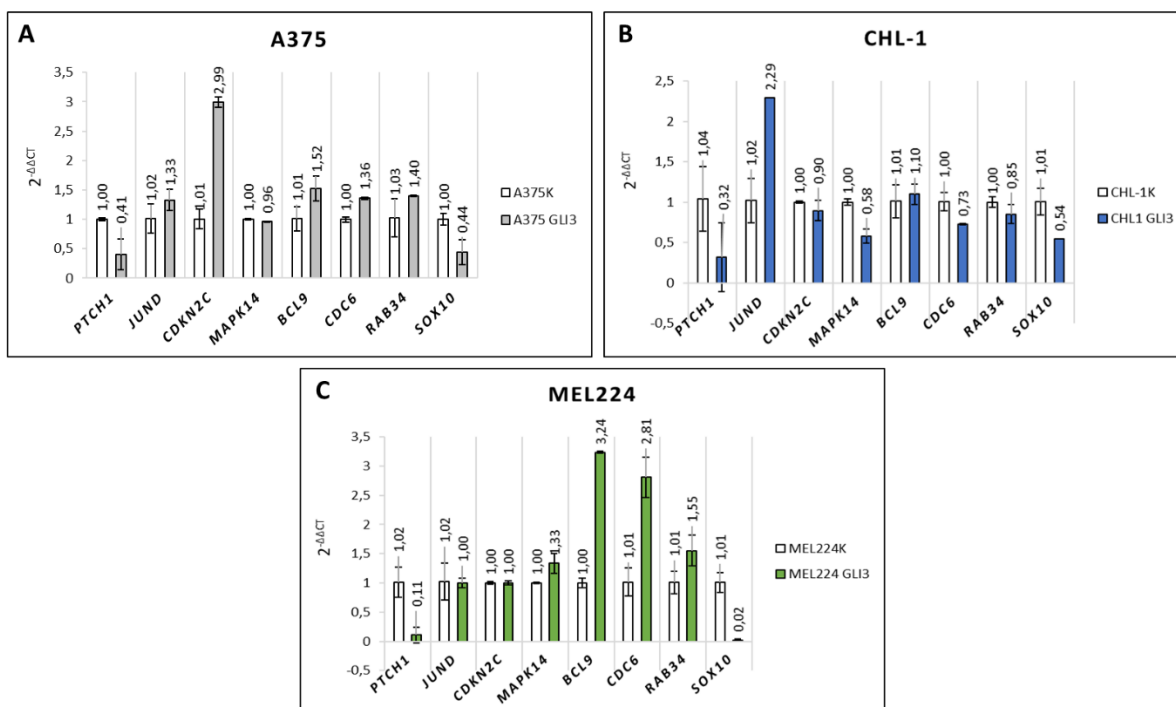 A
A375
3,5
3
2,5
2
1,5
1
0,5
0
2-ΔΔCT
1,00
0,41
1,02
1,33
1,01
2,99
1,00
0,96
1,01
1,52
1,00
1,36
1,03
1,40
1,00
0,44
PTCH1
JUND
CDKN2C
MAPK14
BCL9
CDC6
RAB34
SOX10
A375K
A375 GLI3
B
CHL-1
2,5
2
1,5
1
0,5
0
-0,5
2-ΔΔCT
1,04
0,32
1,02
2,29
1,00
0,90
1,00
0,58
1,01
1,10
1,00
0,73
1,00
0,85
1,01
0,54
PTCH1
JUND
CDKN2C
MAPK14
BCL9
CDC6
RAB34
SOX10
CHL-1K
CHL1 GLI3
C
MEL224
3,5
3
2,5
2
1,5
1
0,5
0
-0,5
2-ΔΔCT
1,02
0,11
1,02
1,00
1,00
1,00
1,00
1,33
1,00
3,24
1,01
2,81
1,01
1,55
1,01
0,02
PTCH1
JUND
CDKN2C
MAPK14
BCL9
CDC6
RAB34
SOX10
MEL224K
MEL224 GLI3